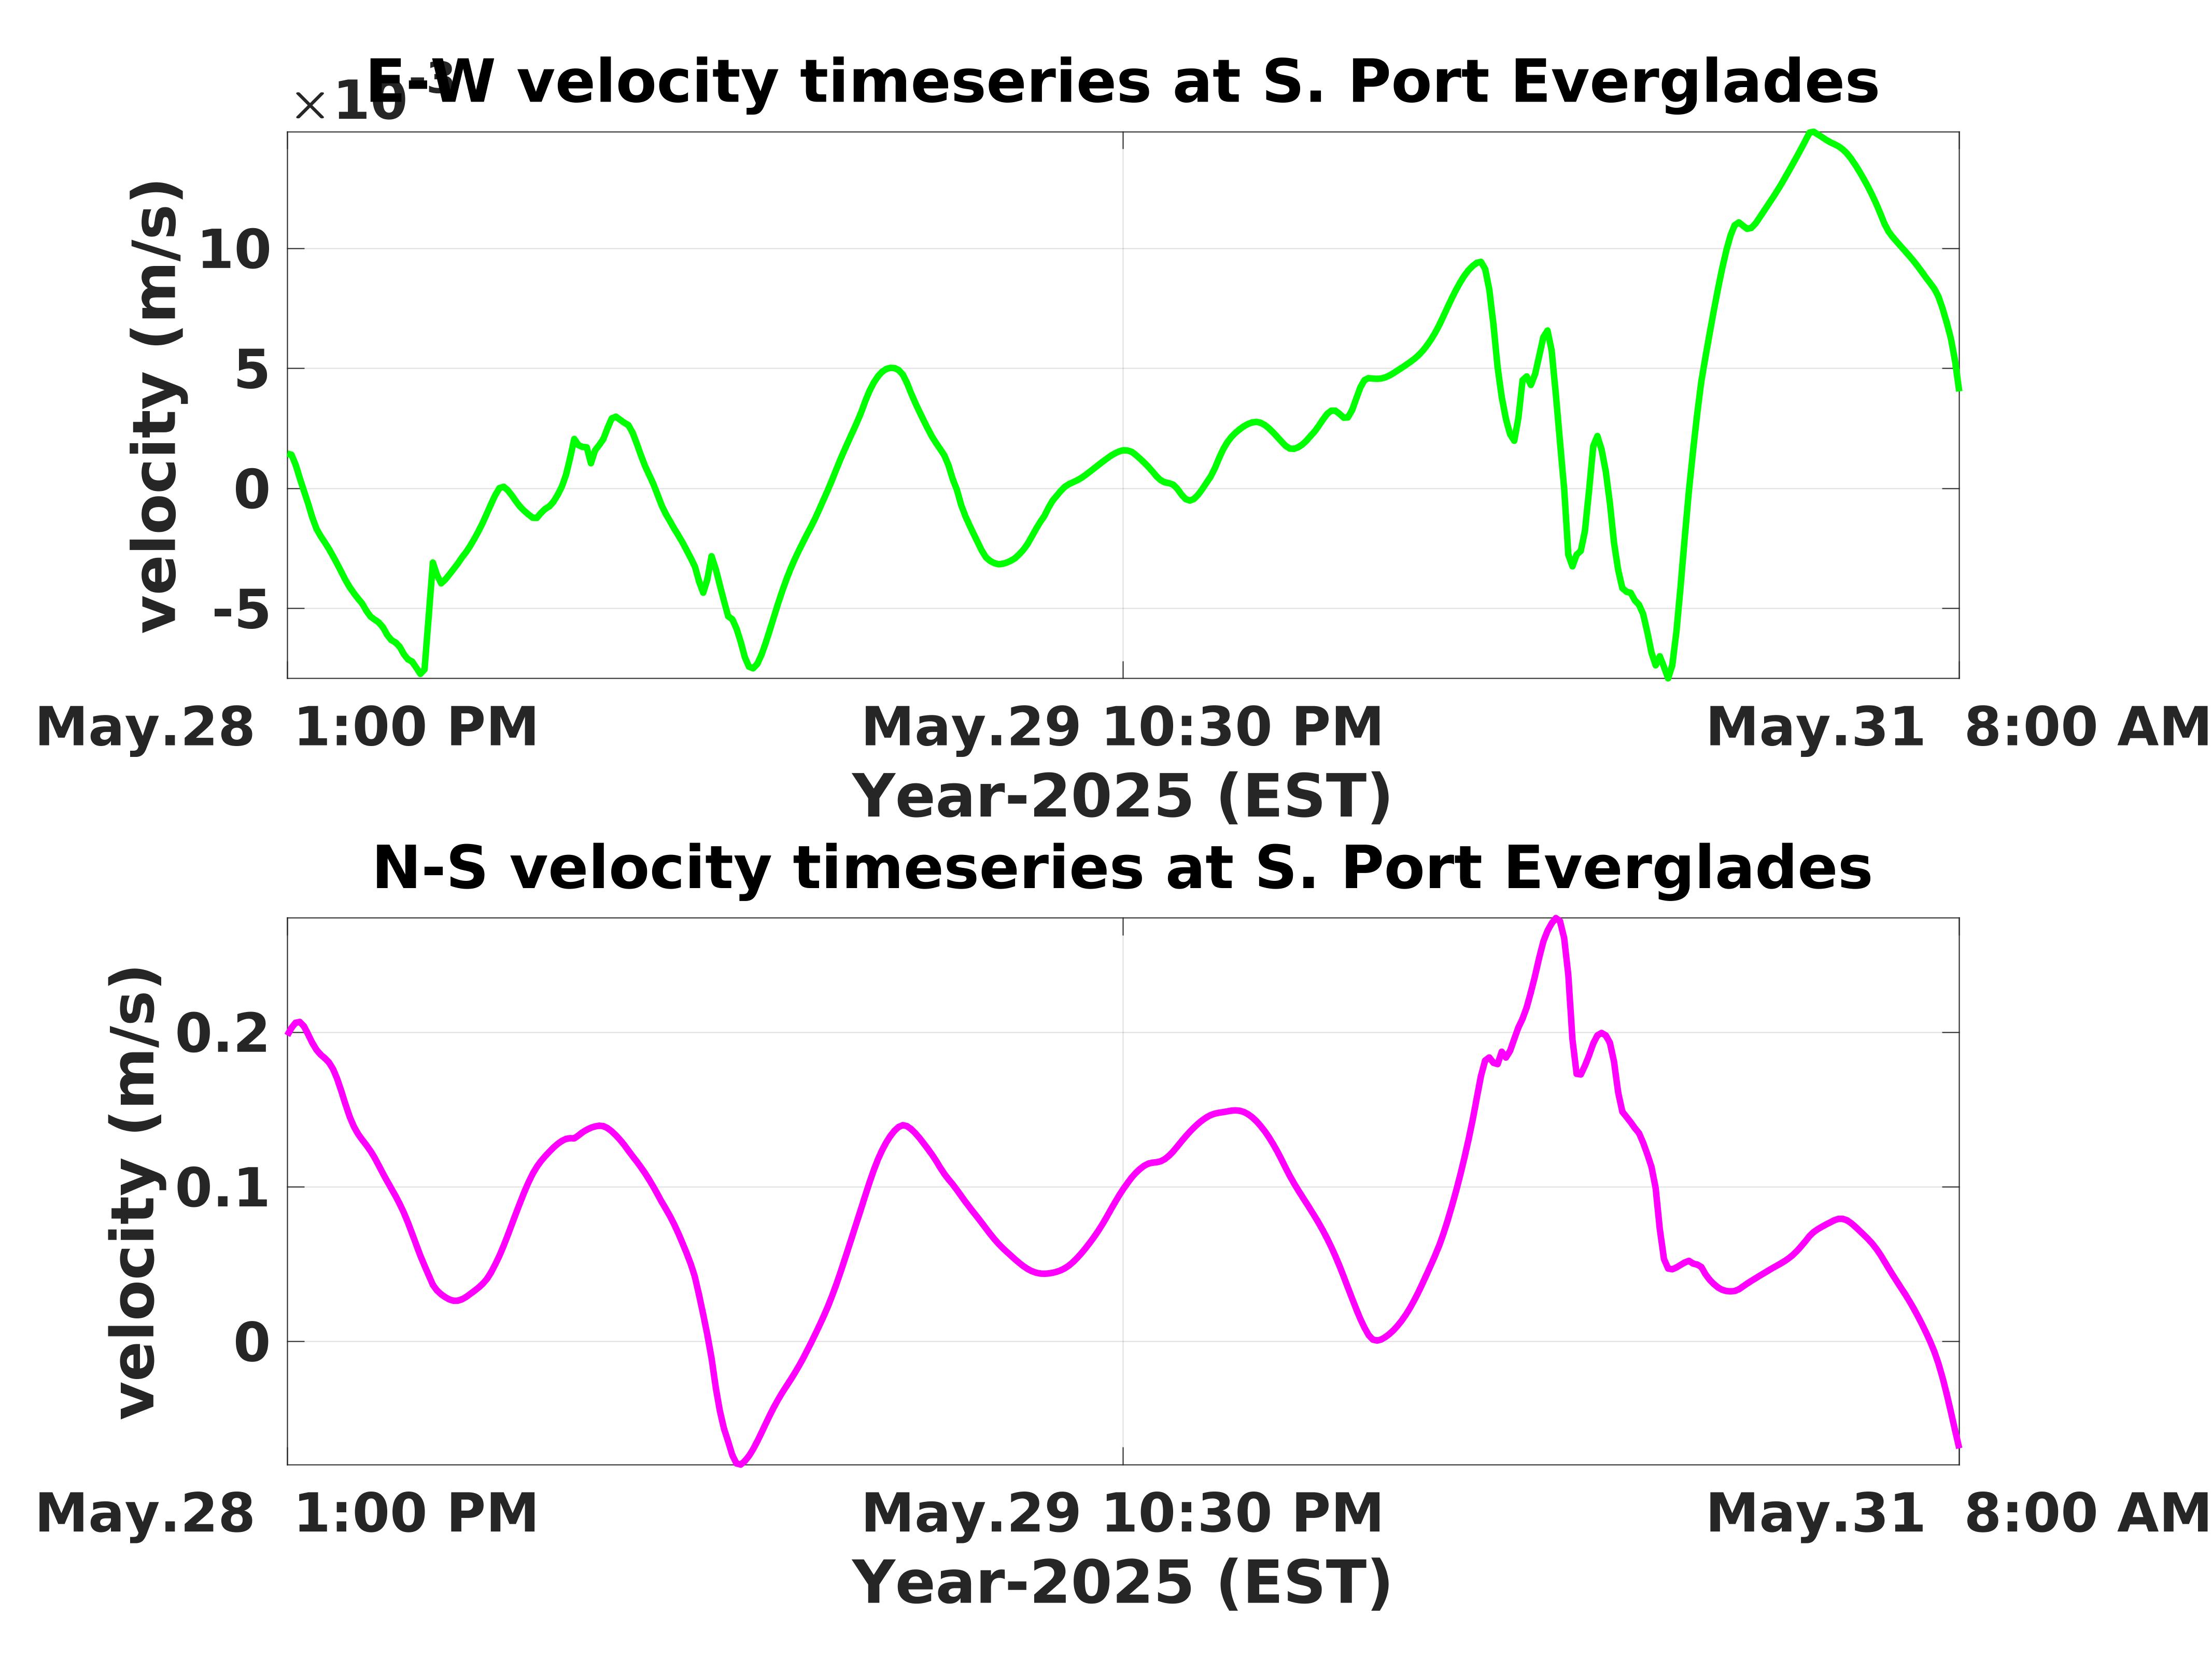 E-W velocity timeseries at S. Port Everglades
×10-3
velocity (m/s)
10
5
0
-5
May.28  1:00 PM May.29 10:30 PM May.31  8:00 AM
Year-2025 (EST)
N-S velocity timeseries at S. Port Everglades
velocity (m/s)
0.2
0.1
0
May.28  1:00 PM May.29 10:30 PM May.31  8:00 AM
Year-2025 (EST)